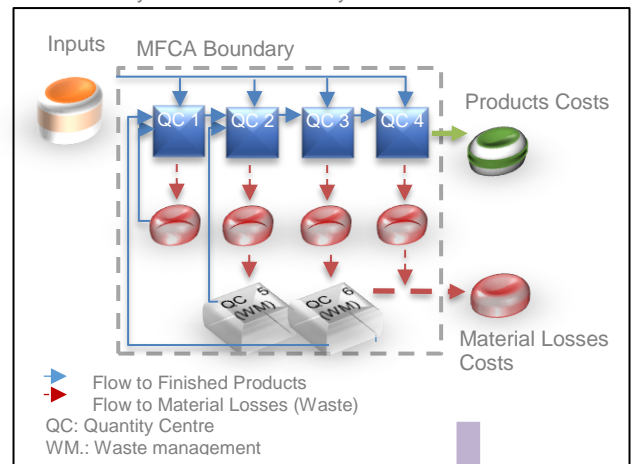 Inputs
MFCA Boundary
QC 1
QC 2
QC 3
QC 4
Products Costs
QC 5
(WM)
QC 6
(WM)
Material Losses
Costs
Flow to Finished Products
Flow to Material Losses (Waste)
QC: Quantity Centre
WM.: Waste management